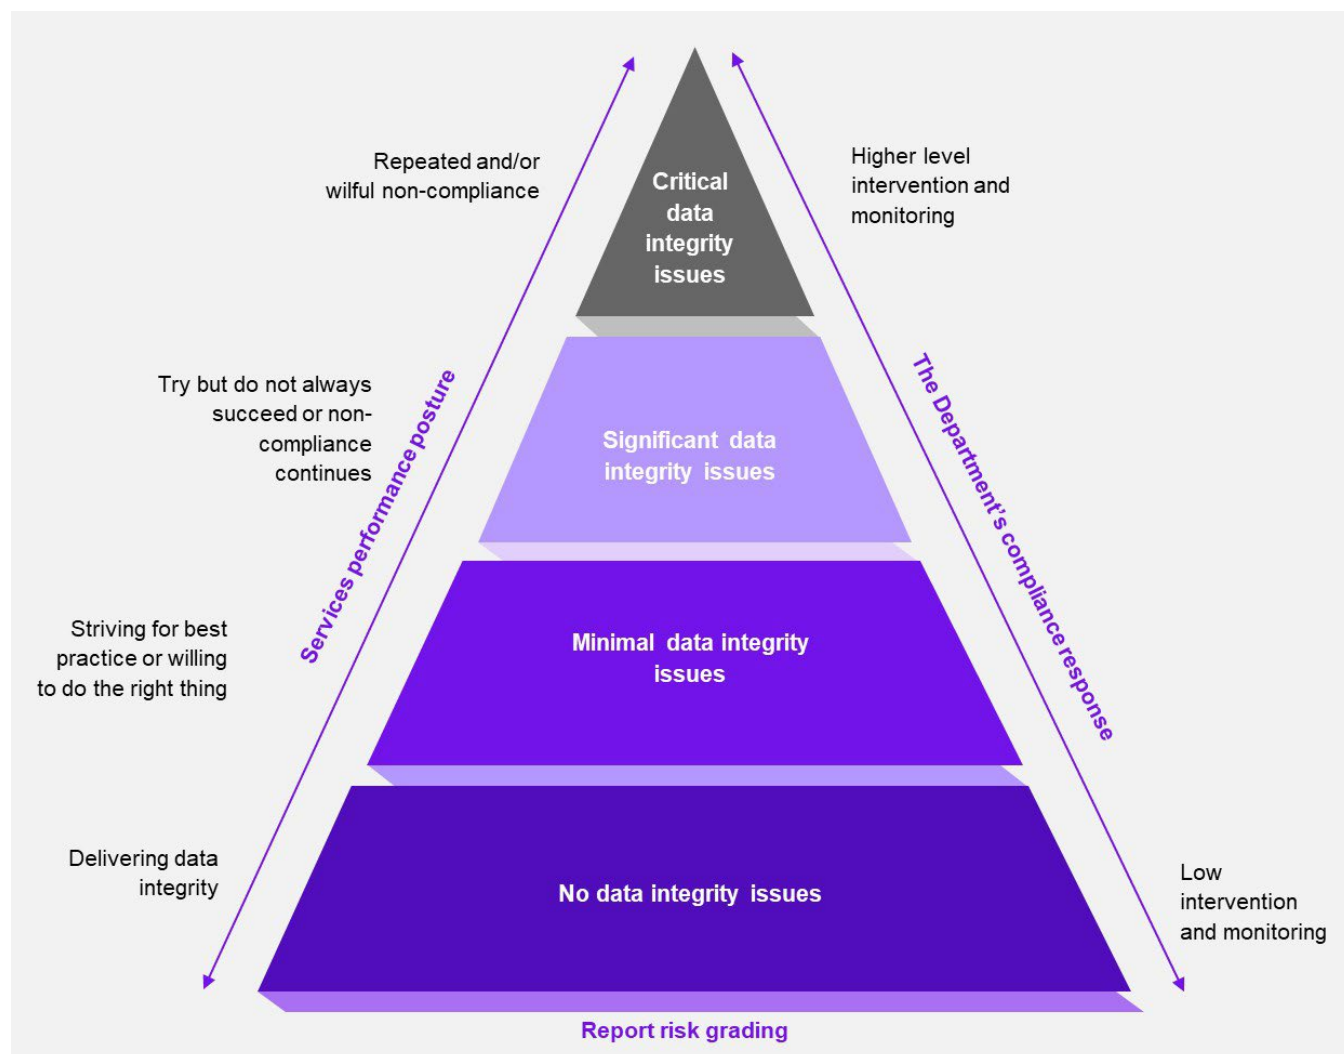 Repeated and/or
wilful non-compliance
Critical
data
integrity
issues
Higher level
intervention and
monitoring
Try but do not always
succeed or non-
compliance
continues
Significant data
integrity issues
Services performance posture
The Department's compliance response
Striving for best
practice or willing
to do the right thing
Minimal data integrity
issues
Delivering data
integrity
No data integrity issues
Low
intervention
and monitoring
Report risk grading